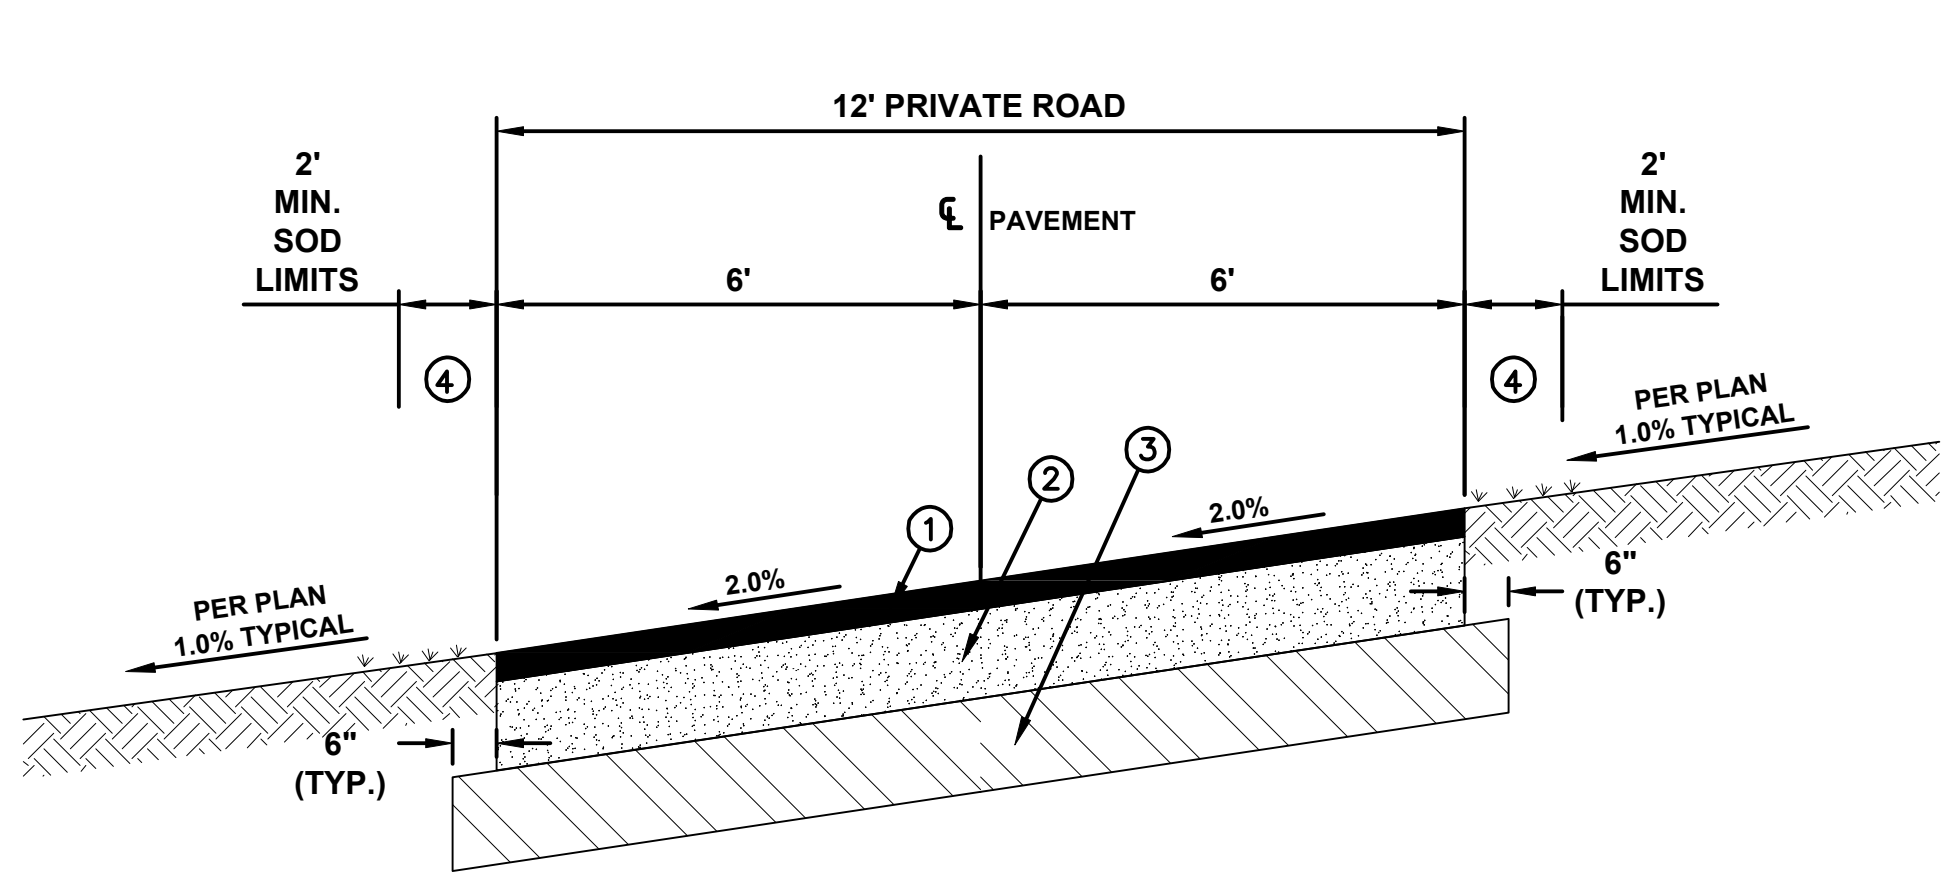 12' PRIVATE ROAD
2'
MIN.
SOD
LIMITS
℄ PAVEMENT
2'
MIN.
SOD
LIMITS
6'
6'
4
4
PER PLAN
1.0% TYPICAL
3
2
1
2.0%
2.0%
6"
(TYP.)
PER PLAN
1.0% TYPICAL
6"
(TYP.)